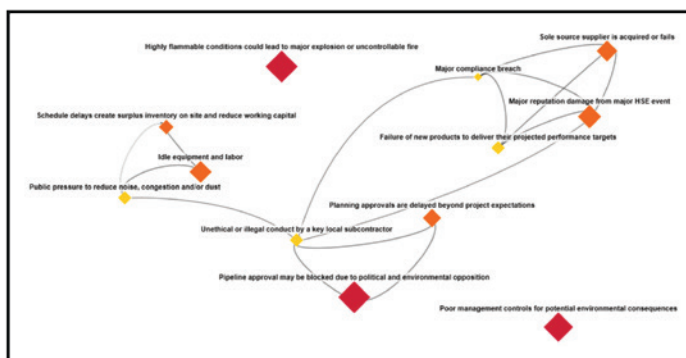 Sole source supplier is acquired or fails
Highly flammable conditions could lead to major explosion or uncontrollable fire
Major compliance breach
Major reputation damage from major HSE event
Schedule delays create surplus inventory on site and reduce working capital
Failure of new products to deliver their projected performance targets
Idle equipment and labor
Public pressure to reduce noise, congestion and/or dust
Planning approvals are delayed beyond project expectations
Unethical or illegal conduct by a key local subcontractor
Pipeline approval may be blocked due to political and environmental opposition
Poor management controls for potential environmental consequences